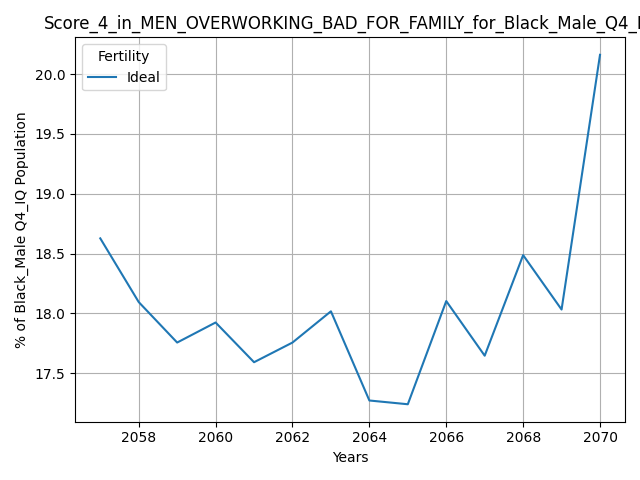 Score_4_in_MEN_OVERWORKING_BAD_FOR_FAMILY_for_Black_Male_Q4_I
Fertility
Ideal
20.0
19.5
19.0
18.5
18.0
17.5
% of Black_Male Q4_IQ Population
2058 2060 2062 2064 2066 2068 2070
Years